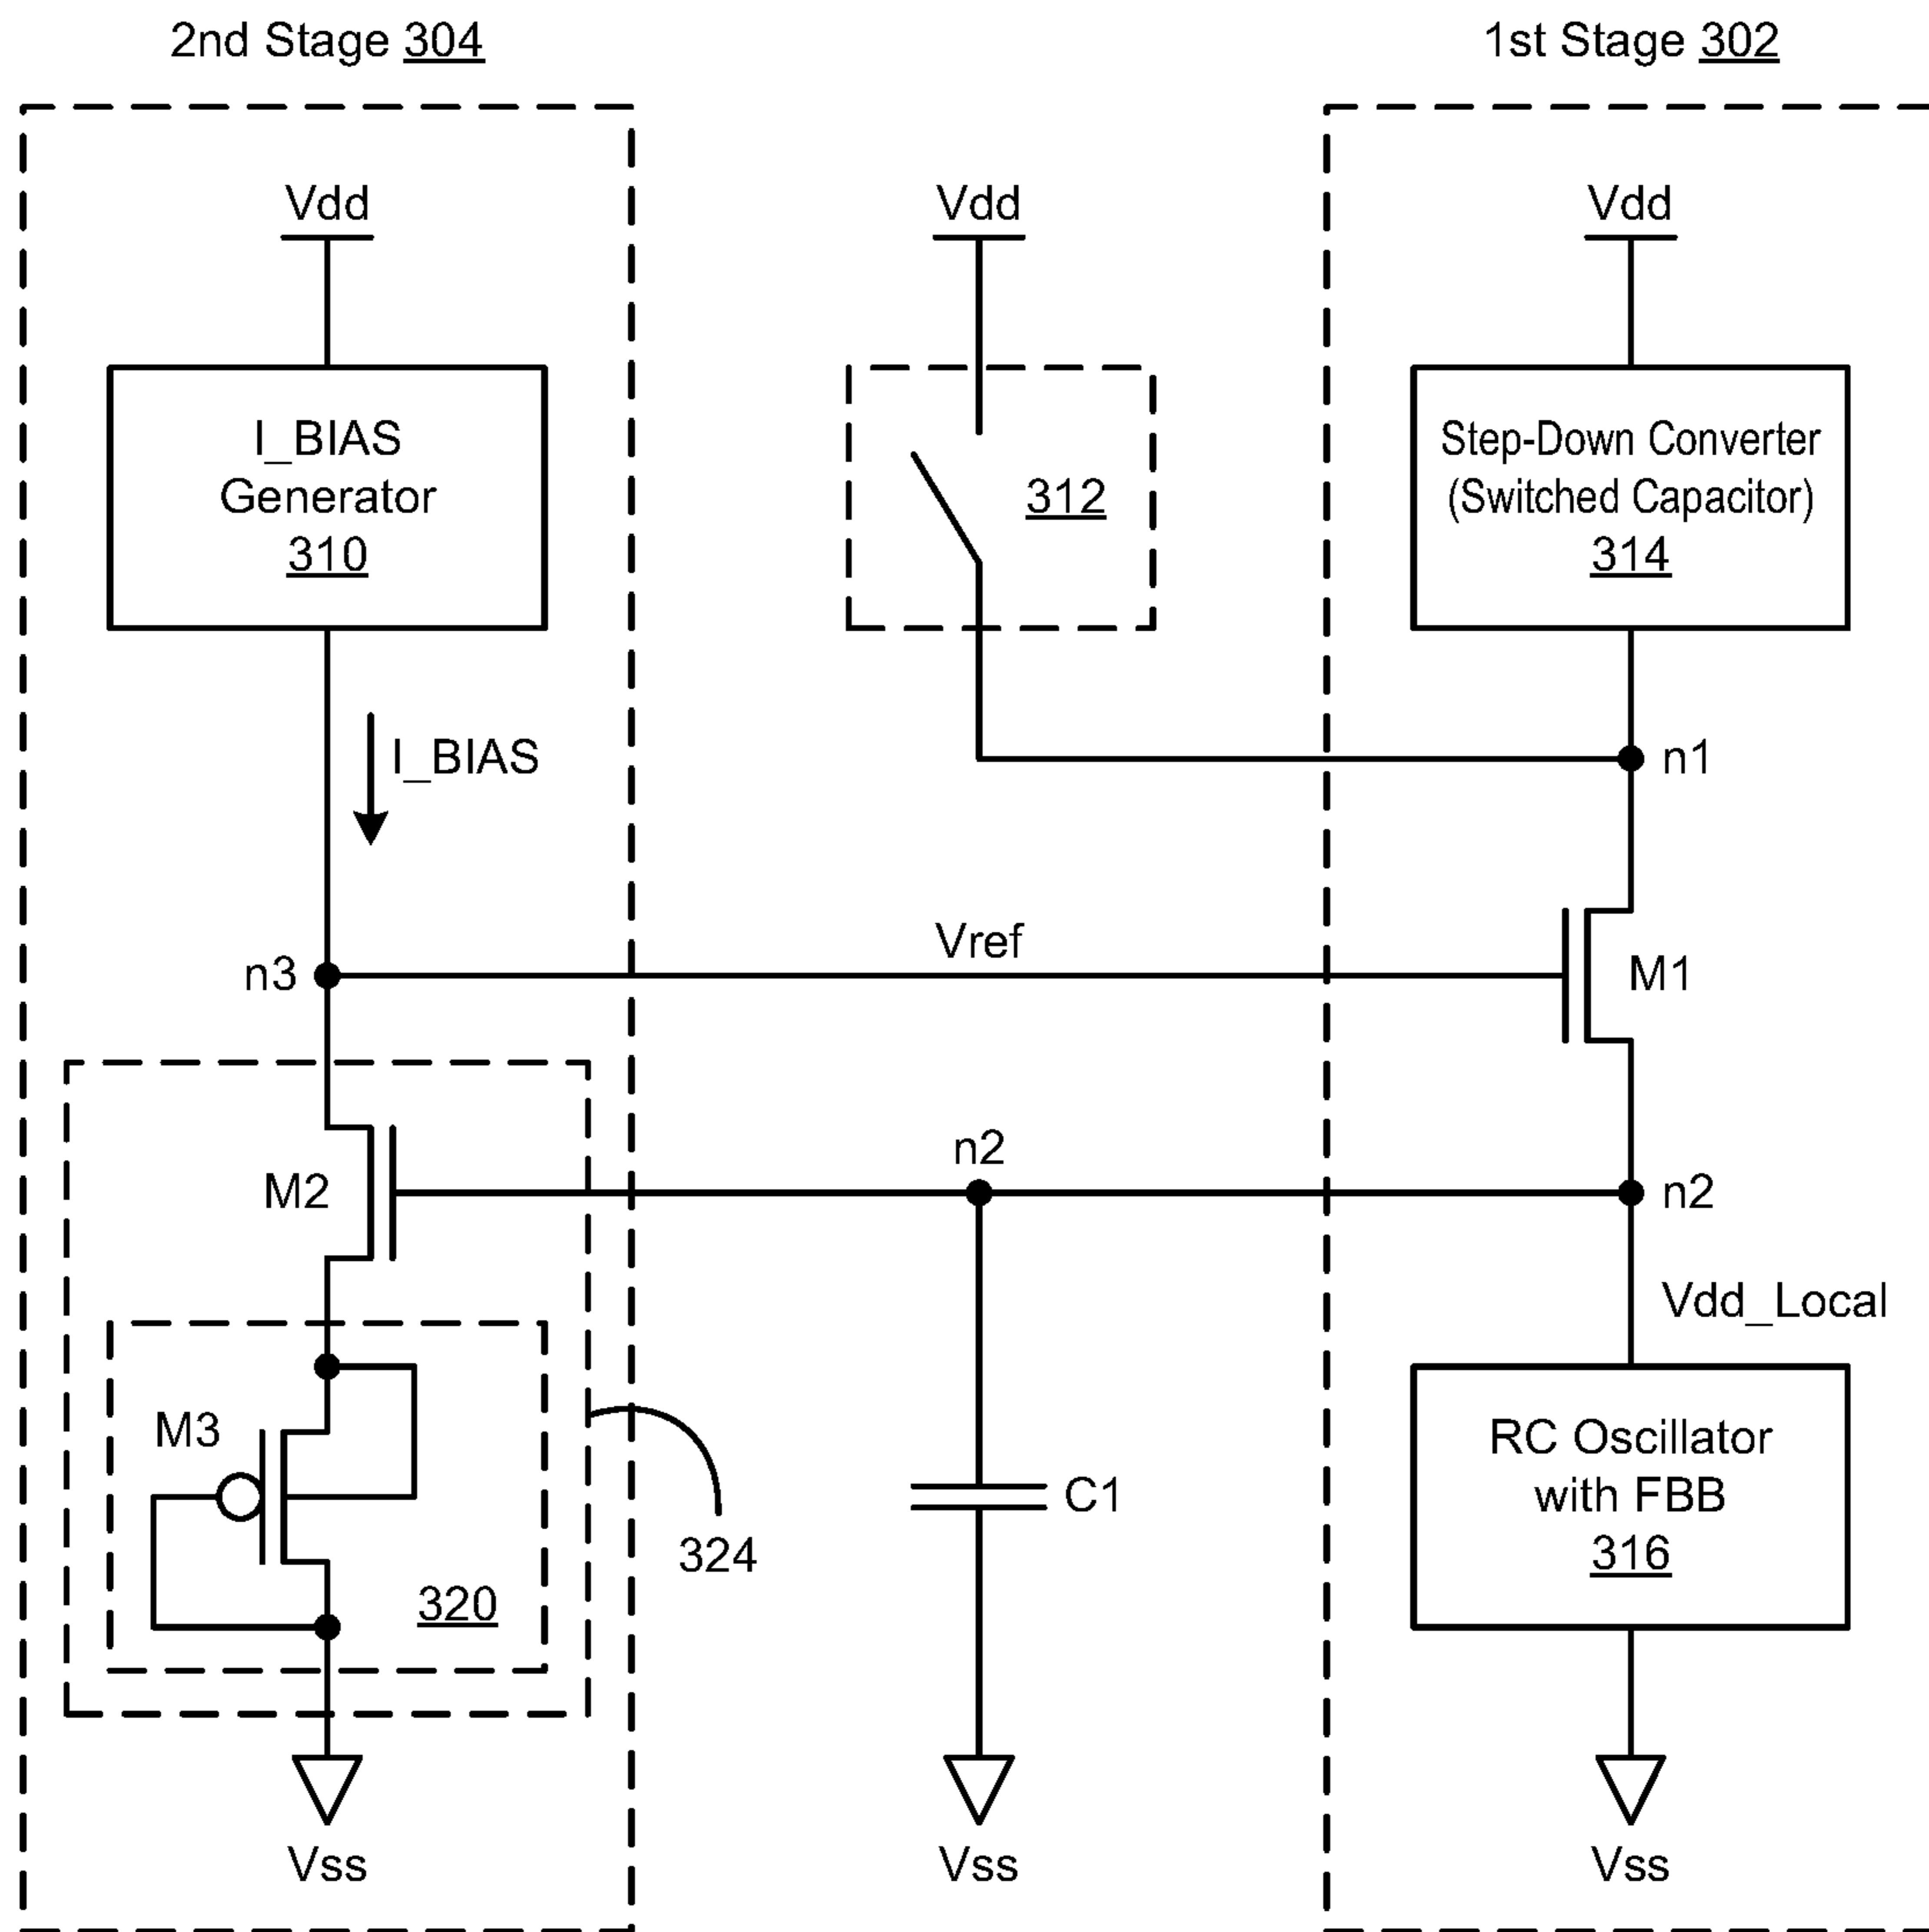 2nd Stage 304
1st Stage 302
Vdd
Vdd
Vdd
I_BIAS
Generator
310
312
Step-Down Converter
(Switched Capacitor)
314
I_BIAS
n1
Vref
n3
M1
n2
M2
n2
Vdd_Local
M3
C1
RC Oscillator
with FBB
316
324
320
Vss
Vss
Vss